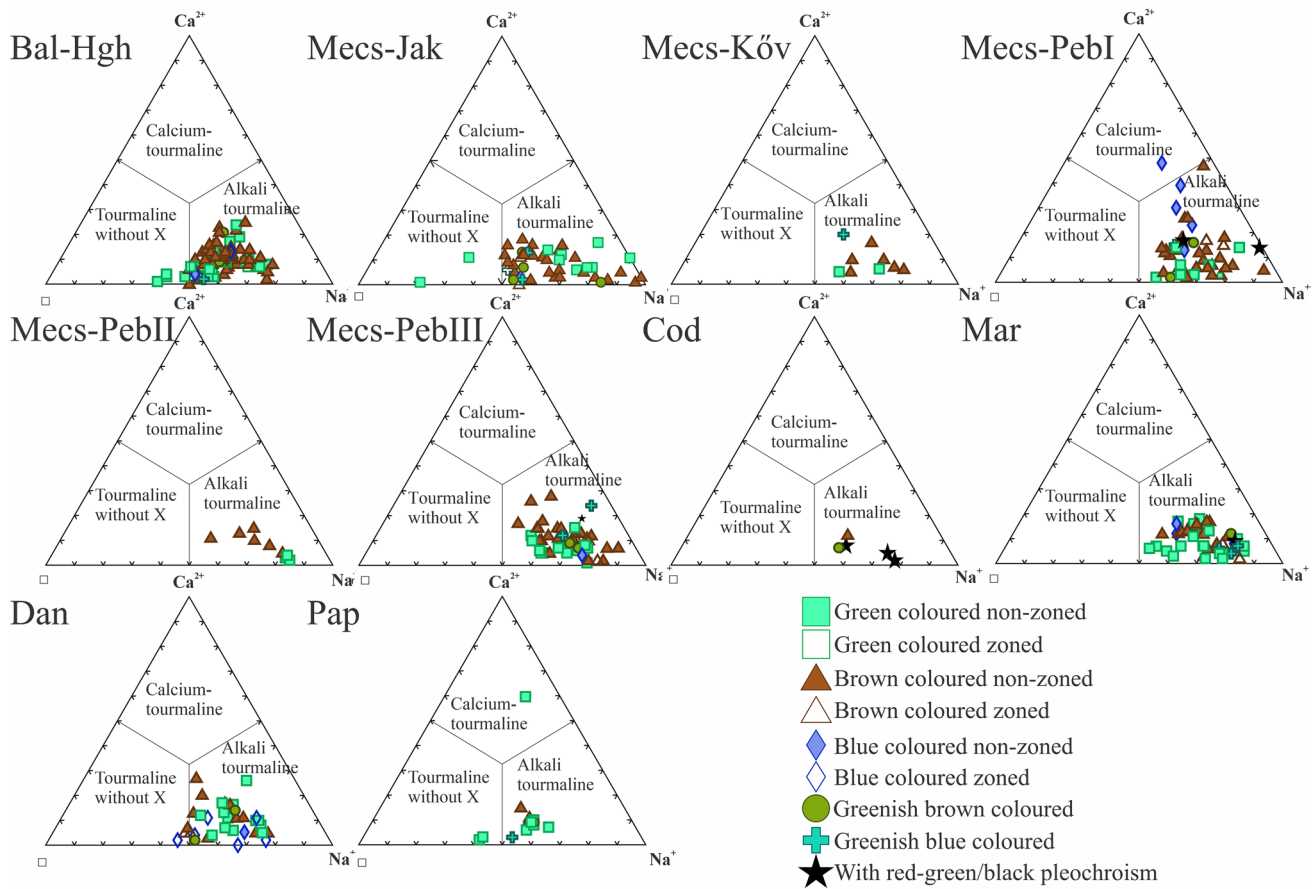 Ca²⁺
Bal-Hgh
Calcium-
tourmaline
Alkali
tourmaline
Tourmaline
without X
□
Na
Ca²⁺
Mecs-Jak
Calcium-
tourmaline
Tourmaline
without X
Alkali
tourmaline
□
Na
Ca²⁺
Mecs-Kőv
Calcium-
tourmaline
Tourmaline
without X
Alkali
tourmaline
□
Na⁺
Ca²⁺
Mecs-PebI
Calcium-
tourmaline
Alkali
tourmaline
Tourmaline
without X
□
Na⁺
Ca²⁺
Mecs-PebII
Calcium-
tourmaline
Tourmaline
without X
Alkali
tourmaline
□
Na
Ca²⁺
Mecs-PebIII
Calcium-
tourmaline
Alkali
tourmaline
Tourmaline
without X
□
Na
Ca²⁺
Cod
Calcium-
tourmaline
Tourmaline
without X
Alkali
tourmaline
□
Na⁺
Ca²⁺
Mar
Calcium-
tourmaline
Tourmaline
without X
Alkali
tourmaline
□
Na⁺
Ca²⁺
Dan
Calcium-
tourmaline
Alkali
tourmaline
Tourmaline
without X
□
Na⁺
Ca²⁺
Pap
Calcium-
tourmaline
Tourmaline
without X
Alkali
tourmaline
□
Na⁺
Green coloured non-zoned
Green coloured zoned
Brown coloured non-zoned
Brown coloured zoned
Blue coloured non-zoned
Blue coloured zoned
Greenish brown coloured
Greenish blue coloured
With red-green/black pleochroism